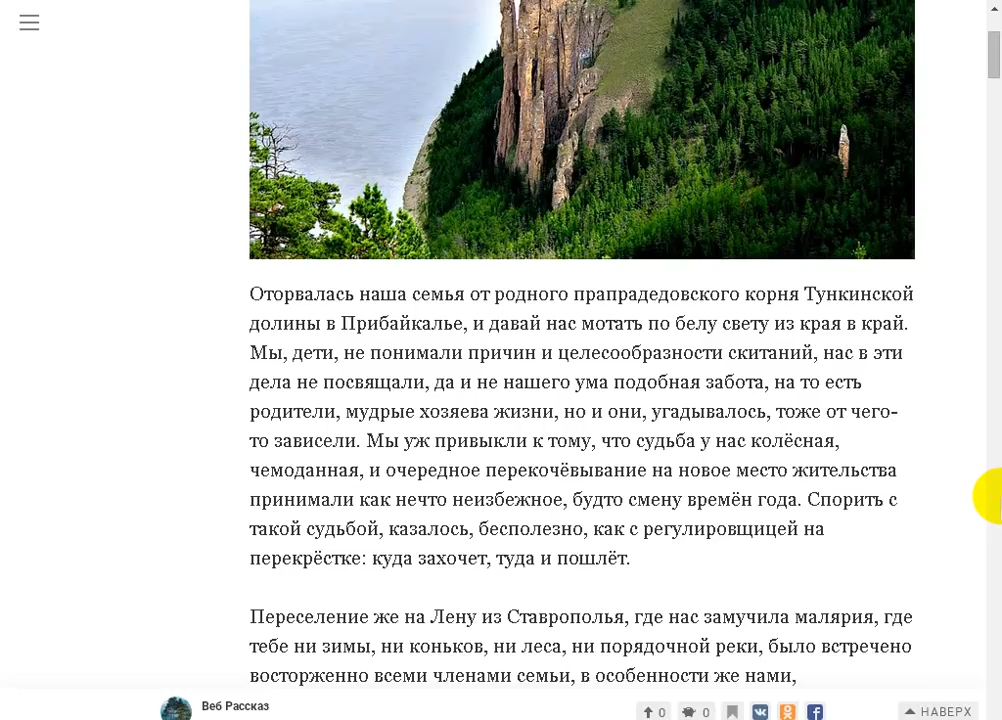 Оторвалась наша семья от родного прапрадедовского корня Тункинской
долины в Прибайкалье, и давай нас мотать по белу свету из края в край.
Мы, дети, не понимали причин и целесообразности скитаний, нас в эти
дела не посвящали, да и не нашего ума подобная забота, на то есть
родители, мудрые хозяева жизни, но и они, угадывалось, тоже от чего-
то зависели. Мы уж привыкли к тому, что судьба у нас колёсная,
чемоданная, и очередное перекочёвывание на новое место жительства
принимали как нечто неизбежное, будто смену времён года. Спорить с
такой судьбой, казалось, бесполезно, как с регулировщицей на
перекрёстке: куда захочет, туда и пошлёт.
Переселение же на Лену из Ставрополья, где нас замучила малярия, где
тебе ни зимы, ни коньков, ни леса, ни порядочной реки, было встречено
восторженно всеми членами семьи, в особенности же нами,
Веб Рассказ
0 0 НАВЕРХ